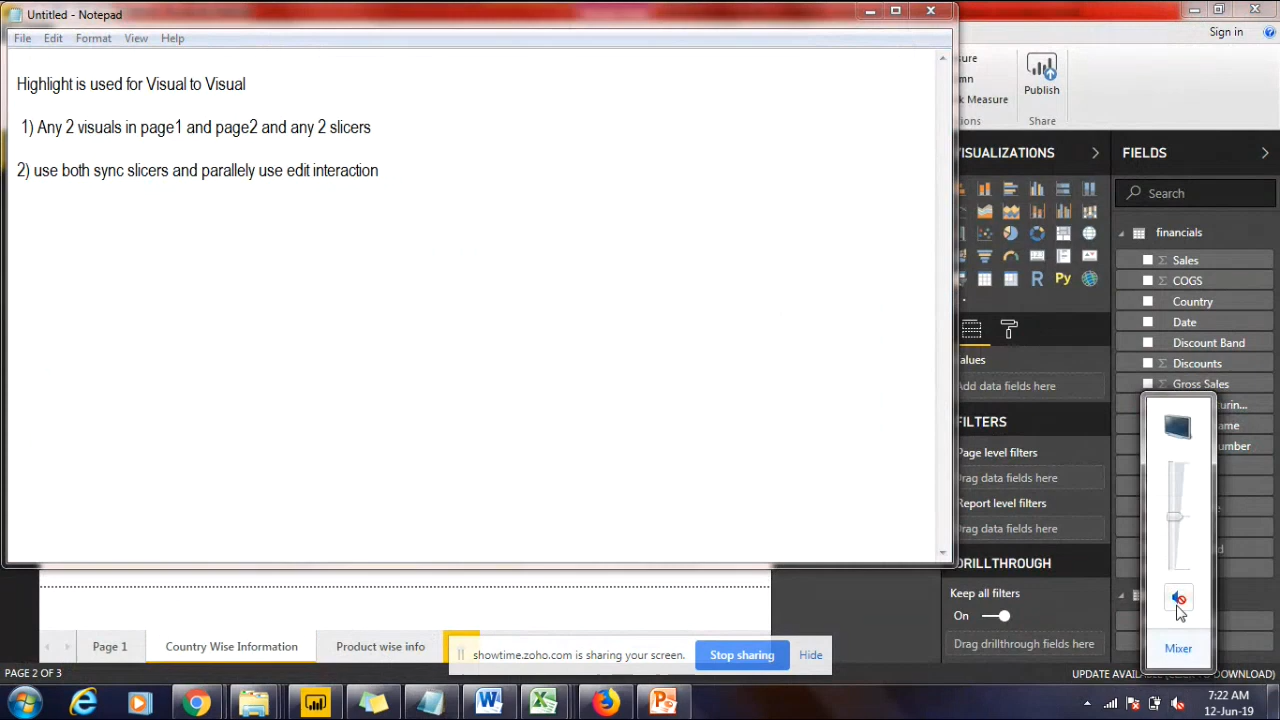 Untitled - Notepad
File Edit Format View Help
Highlight is used for Visual to Visual
1) Any 2 visuals in page1 and page2 and any 2 slicers
2) use both sync slicers and parallely use edit interaction
Sign in
Publish
k Measure
Share
VISUALIZATIONS
R Py
alues
Add data fields here
FILTERS
Page level filters
Drag data fields here
Report level filters
Drag data fields here
DRILLTHROUGH
Keep all filters
On
Drag drillthrough fields here
FIELDS
Search
financials
Sales
COGS
Country
Date
Discount Band
Discounts
Gross Sales
Mixer
Page 1 Country Wise Information Product wise info
showtime.zoho.com is sharing your screen. Stop sharing Hide
PAGE 2 OF 3
7:22 AM
12-Jun-19